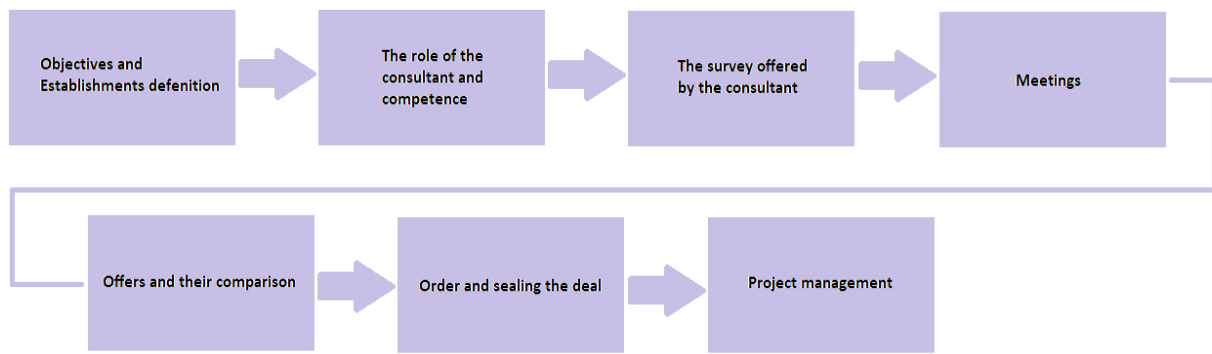 Objectives and
Establishments defenition
The role of the
consultant and
competence
The survey offered
by the consultant
Meetings
Offers and their comparison
Order and sealing the deal
Project management